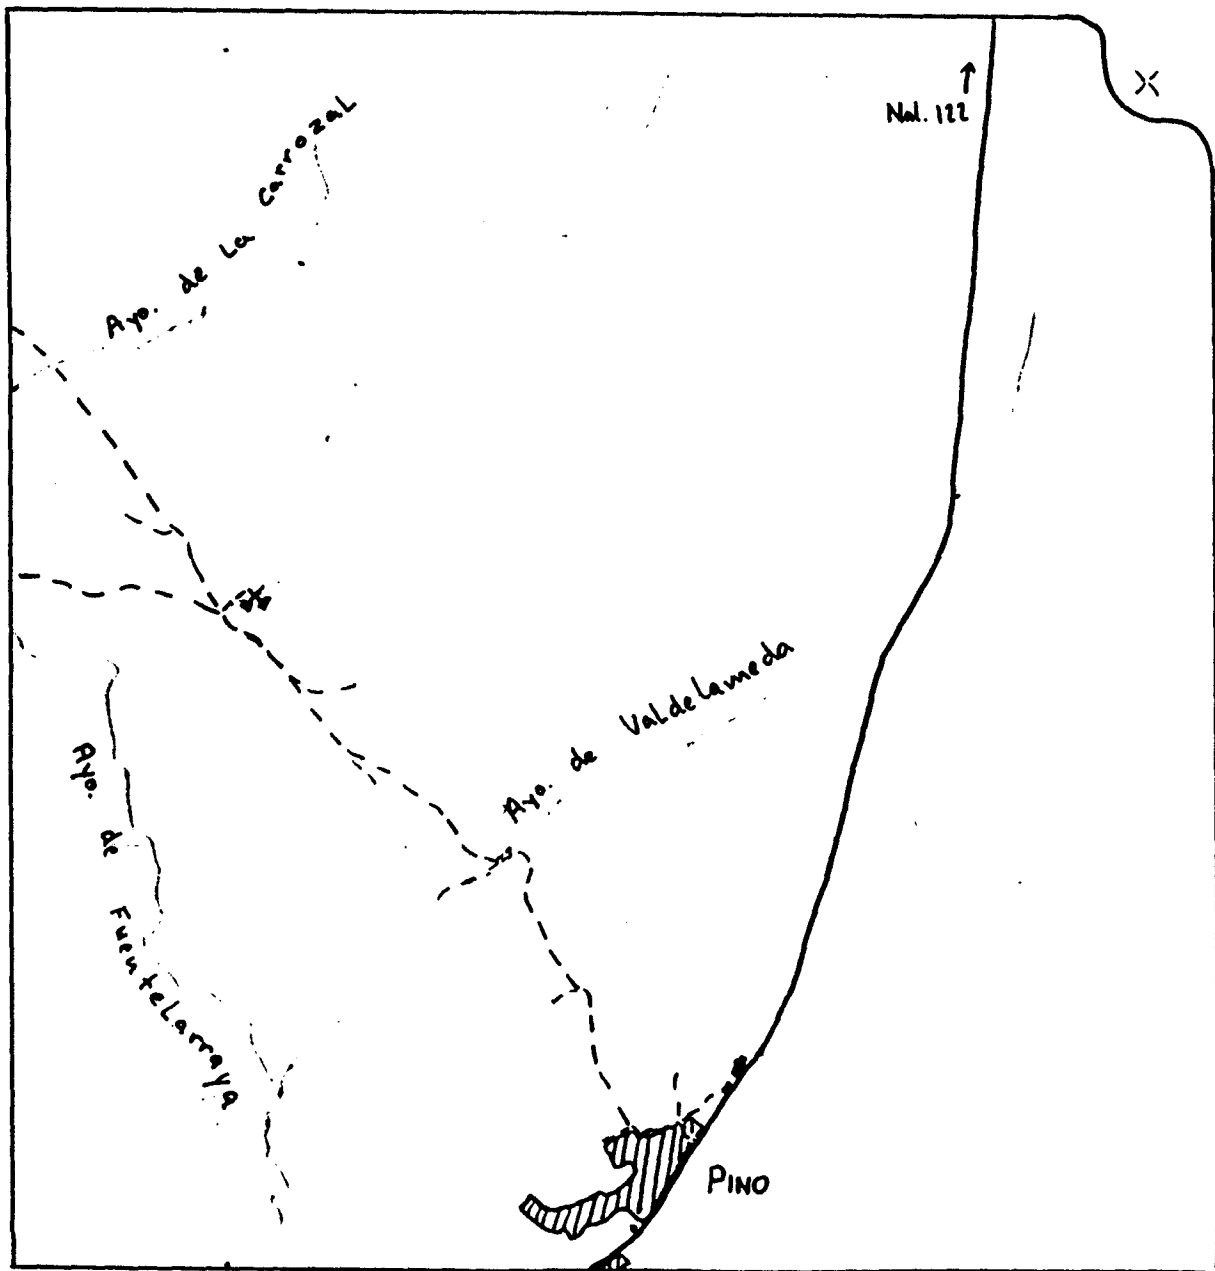 Nal. 122
Ayo. de La Carrozal
Ayo. de Valdelameda
Ayo. de Fuentelarraya
PINO